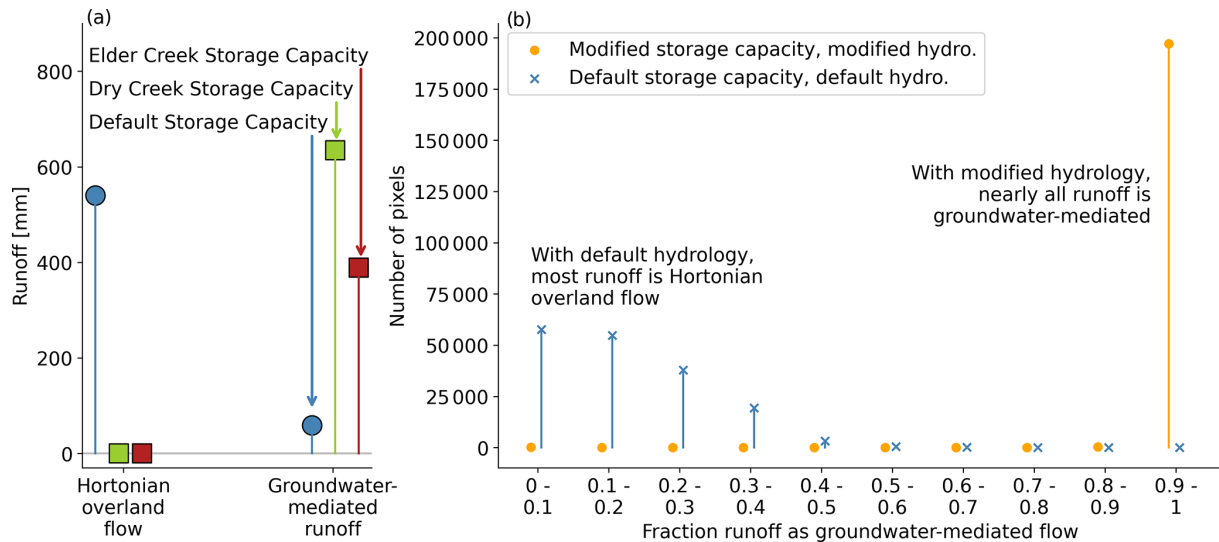 (a)
Elder Creek Storage Capacity
Dry Creek Storage Capacity
Default Storage Capacity
Runoff [mm]
800
600
400
200
0
Hortonian
overland
flow
Groundwater-
mediated
runoff
(b)
Modified storage capacity, modified hydro.
Default storage capacity, default hydro.
With modified hydrology,
nearly all runoff is
groundwater-mediated
With default hydrology,
most runoff is Hortonian
overland flow
Number of pixels
200 000
175 000
150 000
125 000
100 000
75 000
50 000
25 000
0
0 -
0.1
0.1 -
0.2
0.2 -
0.3
0.3 -
0.4
0.4 -
0.5
0.5 -
0.6
0.6 -
0.7
0.7 -
0.8
0.8 -
0.9
0.9 -
1
Fraction runoff as groundwater-mediated flow